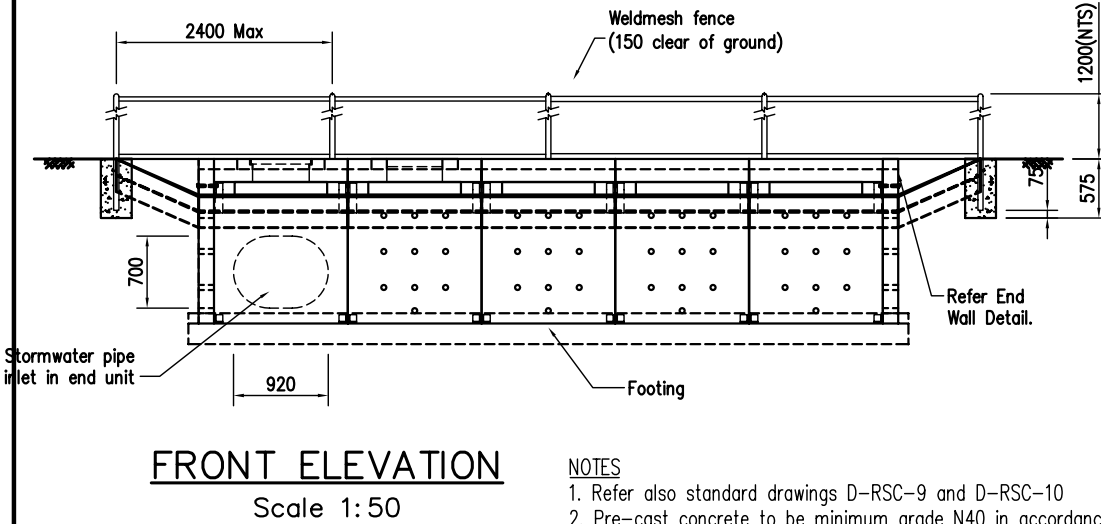 2400 Max
Weldmesh fence
(150 clear of ground)
1200(NTS)
75
575
700
Refer End
Wall Detail.
Stormwater pipe
inlet in end unit
920
Footing
FRONT ELEVATION
Scale 1:50
NOTES
1. Refer also standard drawings D-RSC-9 and D-RSC-10
2. Pre-cast concrete to be minimum grade N40 in accordanc